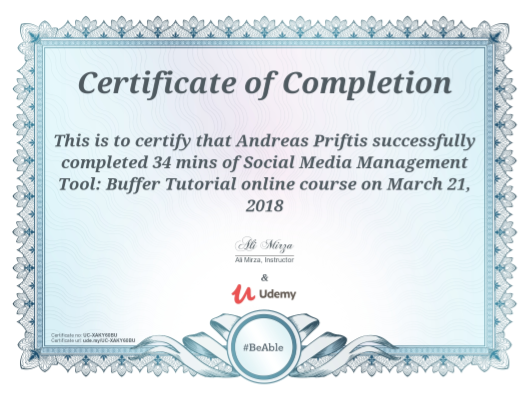 Certificate of Completion
This is to certify that Andreas Priftis successfully
completed 34 mins of Social Media Management
Tool: Buffer Tutorial online course on March 21,
2018
Ali Mirza
Ali Mirza, Instructor
&
Udemy
Certificate no: UC-XAKY60BU
Certificate url: ude.my/UC-XAKY60BU
#BeAble